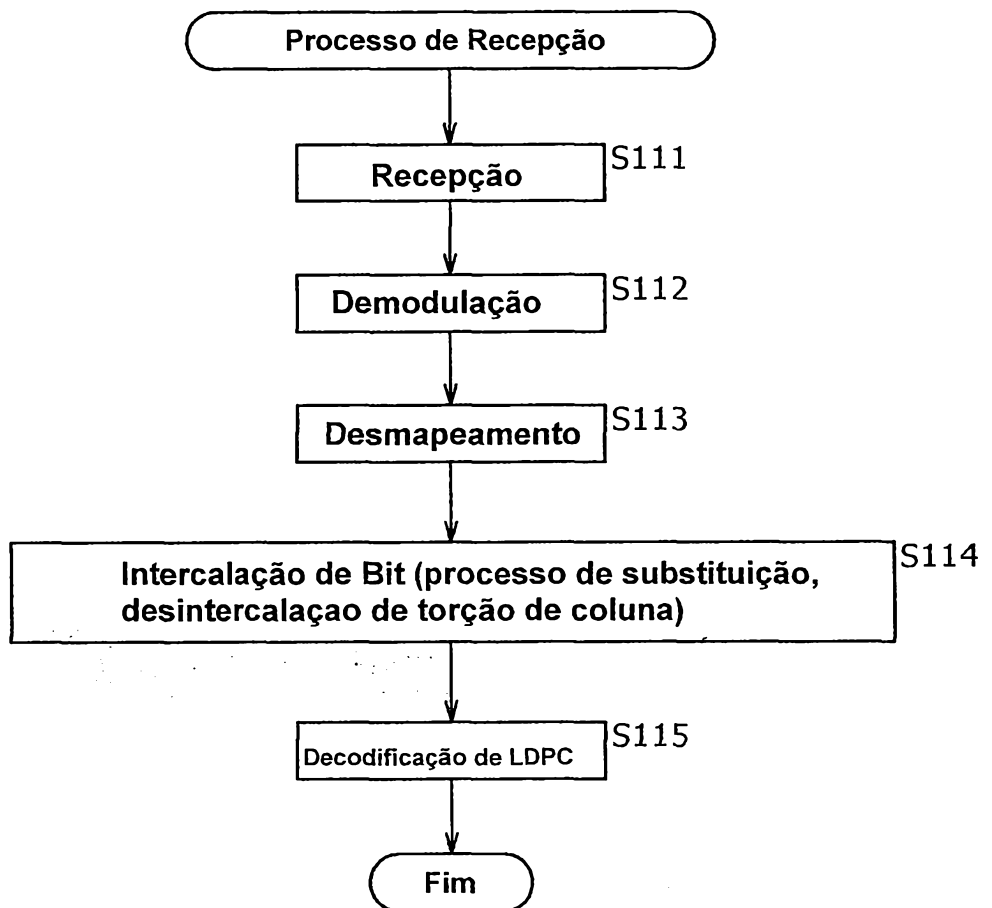 Processo de Recepção
Recepção
S111
Demodulação
S112
Desmapeamento
S113
Intercalação de Bit (processo de substituição,
desintercalaçao de torção de coluna)
S114
Decodificação de LDPC
S115
Fim